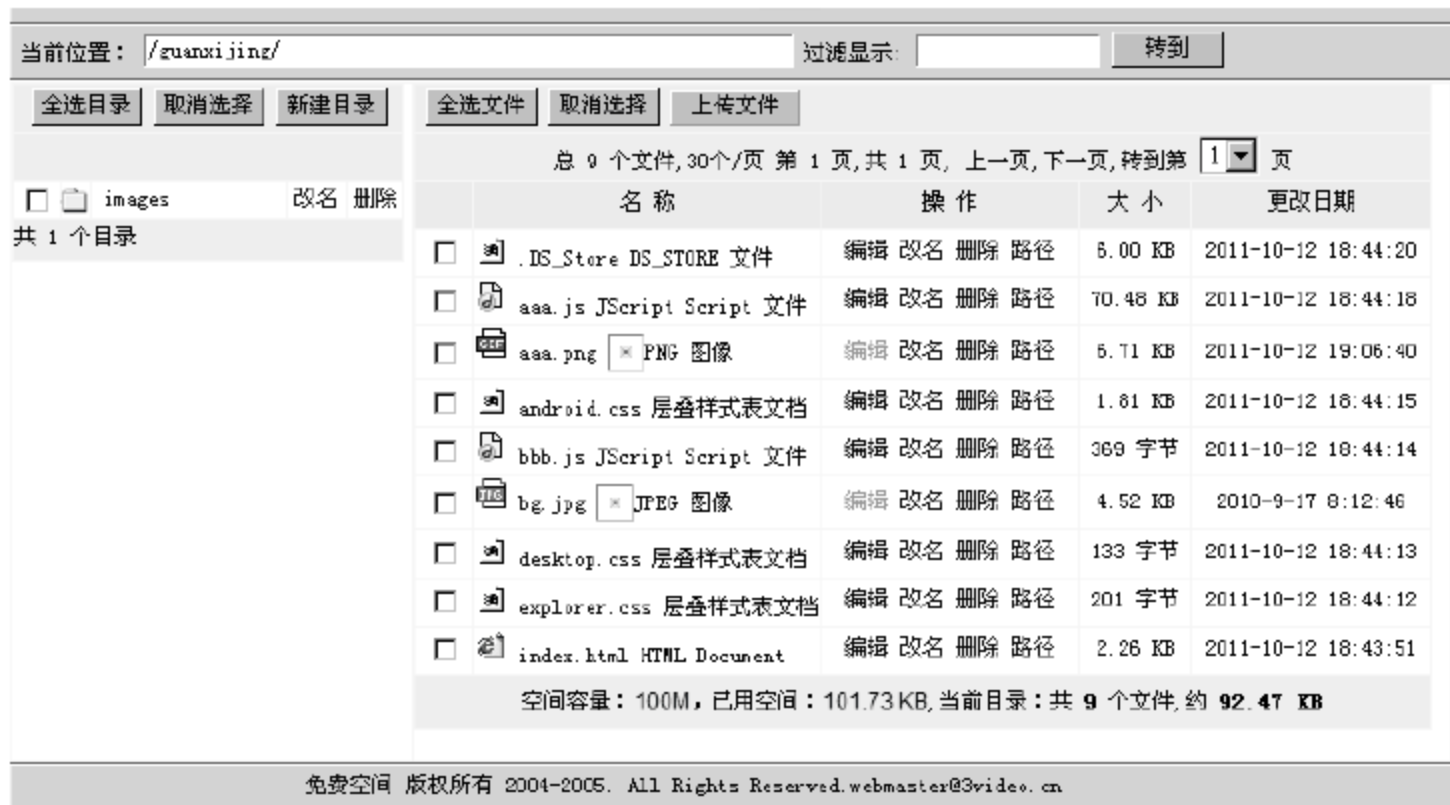 当前位置： /guanxijing/ 过滤显示: 转到
全选目录 取消选择 新建目录 全选文件 取消选择 上传文件
总 9 个文件,30个/页 第 1 页,共 1 页, 上一页,下一页,转到第 1 页
images 改名 删除
共 1 个目录
名 称 操 作 大 小 更改日期
.DS_Store DS_STORE 文件 编辑 改名 删除 路径 6.00 KB 2011-10-12 18:44:20
aaa.js JScript Script 文件 编辑 改名 删除 路径 70.48 KB 2011-10-12 18:44:18
aaa.png PNG 图像 编辑 改名 删除 路径 6.71 KB 2011-10-12 19:06:40
android.css 层叠样式表文档 编辑 改名 删除 路径 1.81 KB 2011-10-12 18:44:15
bbb.js JScript Script 文件 编辑 改名 删除 路径 369 字节 2011-10-12 18:44:14
bg.jpg JPEG 图像 编辑 改名 删除 路径 4.52 KB 2010-9-17 8:12:46
desktop.css 层叠样式表文档 编辑 改名 删除 路径 133 字节 2011-10-12 18:44:13
explorer.css 层叠样式表文档 编辑 改名 删除 路径 201 字节 2011-10-12 18:44:12
index.html HTML Document 编辑 改名 删除 路径 2.26 KB 2011-10-12 18:43:51
空间容量：100M，已用空间：101.73KB,当前目录：共 9 个文件,约 92.47 KB
免费空间 版权所有 2004-2005. All Rights Reserved.webmaster@3video.cn